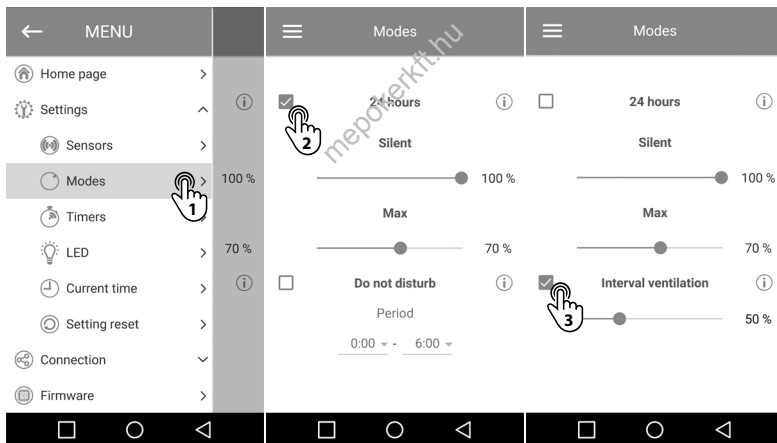 MENU
Home page
Settings
Sensors
Modes
100 %
1
Timers
LED
70 %
Current time
Setting reset
Connection
Firmware
Modes
mepokerkft.hu
24 hours
2
Silent
100 %
Max
70 %
Do not disturb
Period
0:00 - 6:00
Modes
24 hours
Silent
100 %
Max
70 %
Interval ventilation
3
50 %